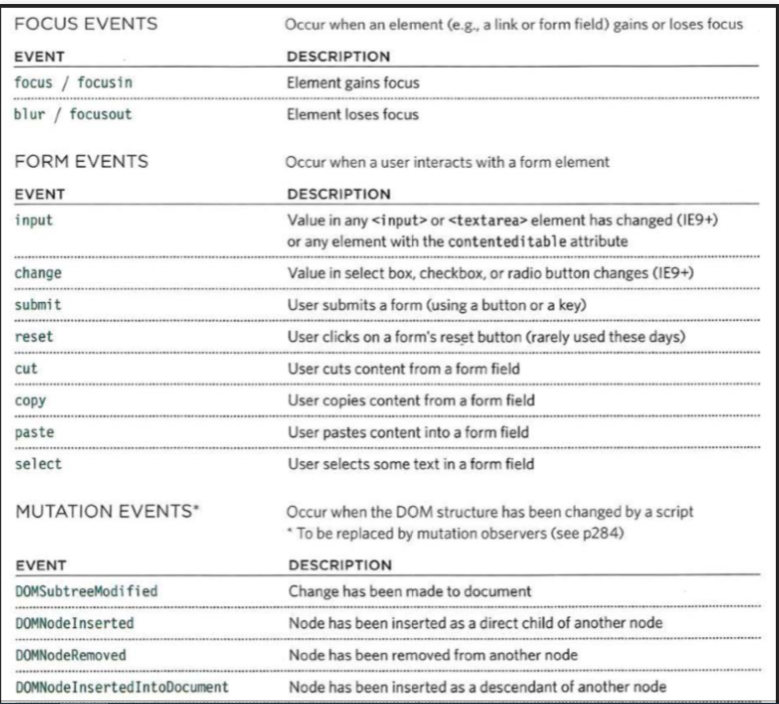 FOCUS EVENTS Occur when an element (e.g., a link or form field) gains or loses focus
EVENT DESCRIPTION
focus / focusin Element gains focus
blur / focusout Element loses focus
FORM EVENTS Occur when a user interacts with a form element
EVENT DESCRIPTION
input Value in any <input> or <textarea> element has changed (IE9+)
or any element with the contenteditable attribute
change Value in select box, checkbox, or radio button changes (IE9+)
submit User submits a form (using a button or a key)
reset User clicks on a form's reset button (rarely used these days)
cut User cuts content from a form field
copy User copies content from a form field
paste User pastes content into a form field
select User selects some text in a form field
MUTATION EVENTS* Occur when the DOM structure has been changed by a script
* To be replaced by mutation observers (see p284)
EVENT DESCRIPTION
DOMSubtreeModified Change has been made to document
DOMNodeInserted Node has been inserted as a direct child of another node
DOMNodeRemoved Node has been removed from another node
DOMNodeInsertedIntoDocument Node has been inserted as a descendant of another node